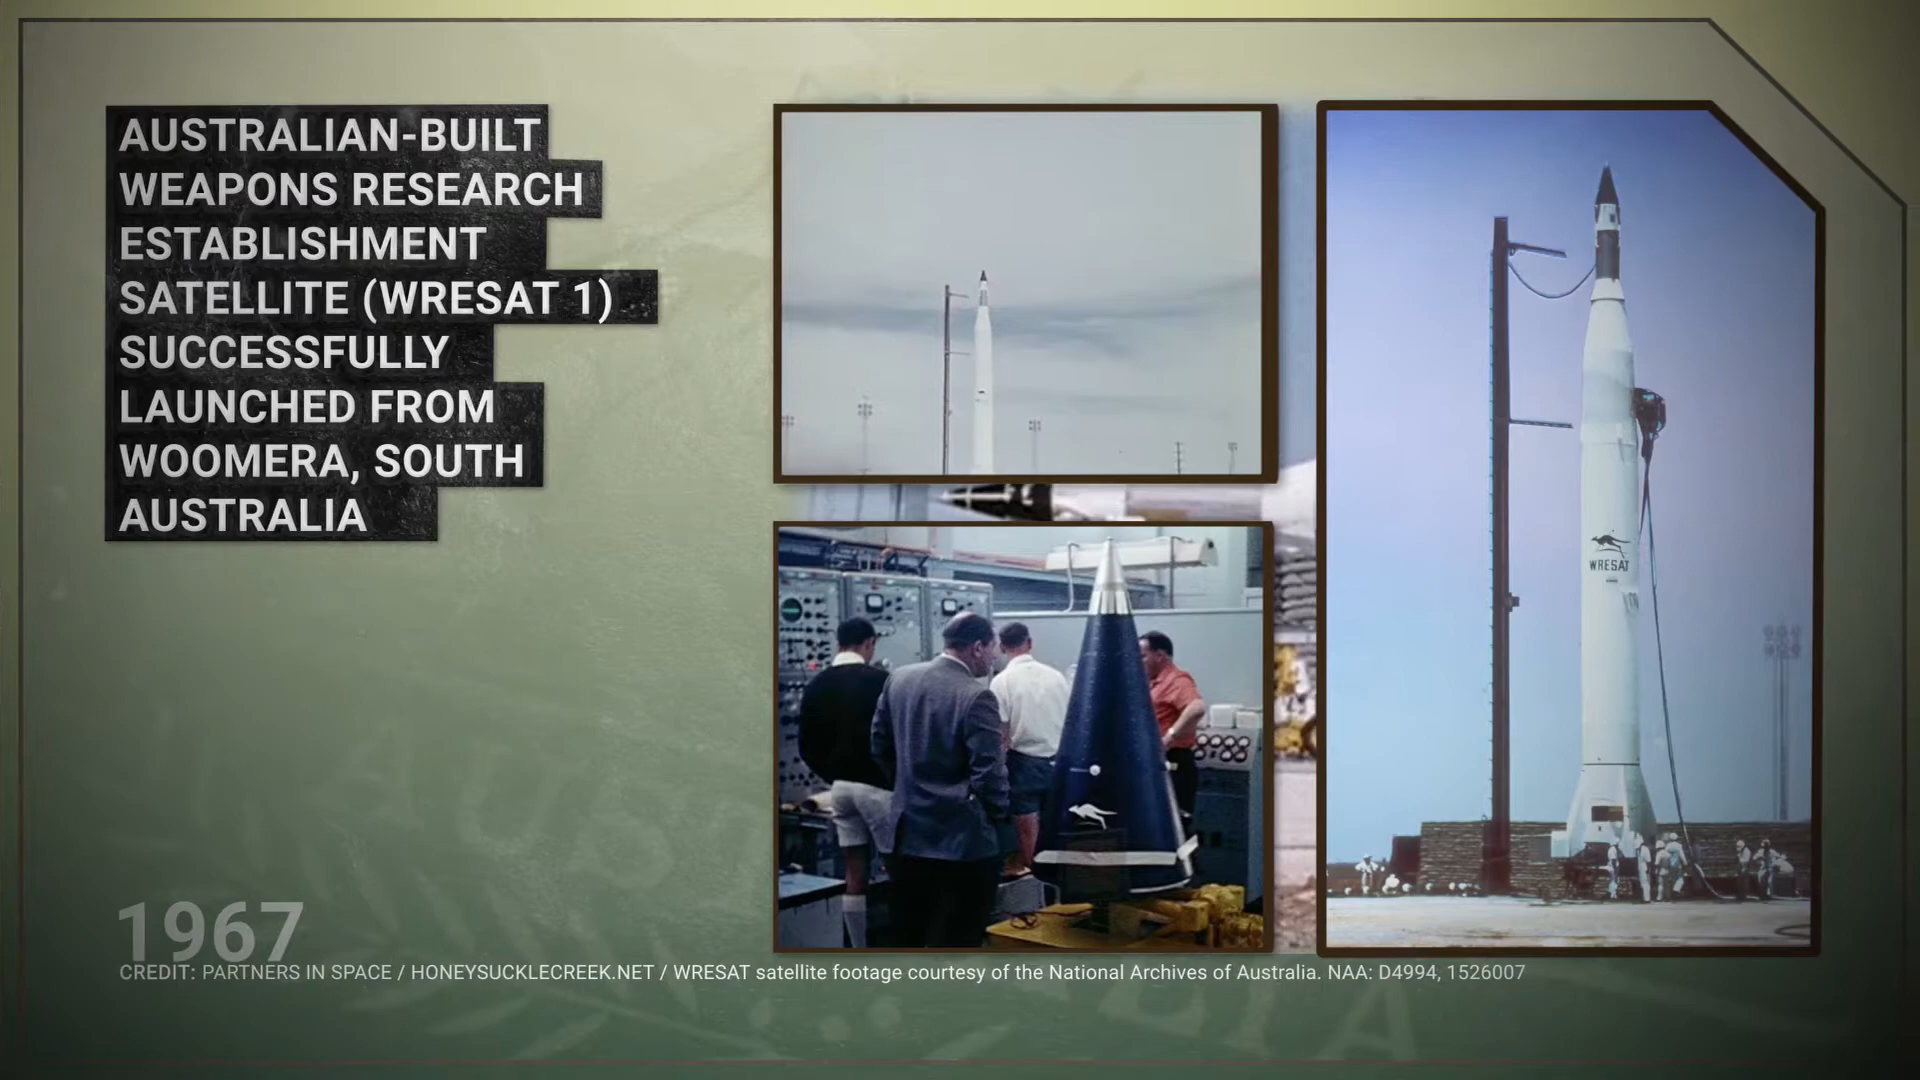 AUSTRALIAN-BUILT
WEAPONS RESEARCH
ESTABLISHMENT
SATELLITE (WRESAT 1)
SUCCESSFULLY
LAUNCHED FROM
WOOMERA, SOUTH
AUSTRALIA
WRESAT
1967
CREDIT: PARTNERS IN SPACE / HONEYSUCKLECREEK.NET / WRESAT satellite footage courtesy of the National Archives of Australia. NAA: D4994, 1526007